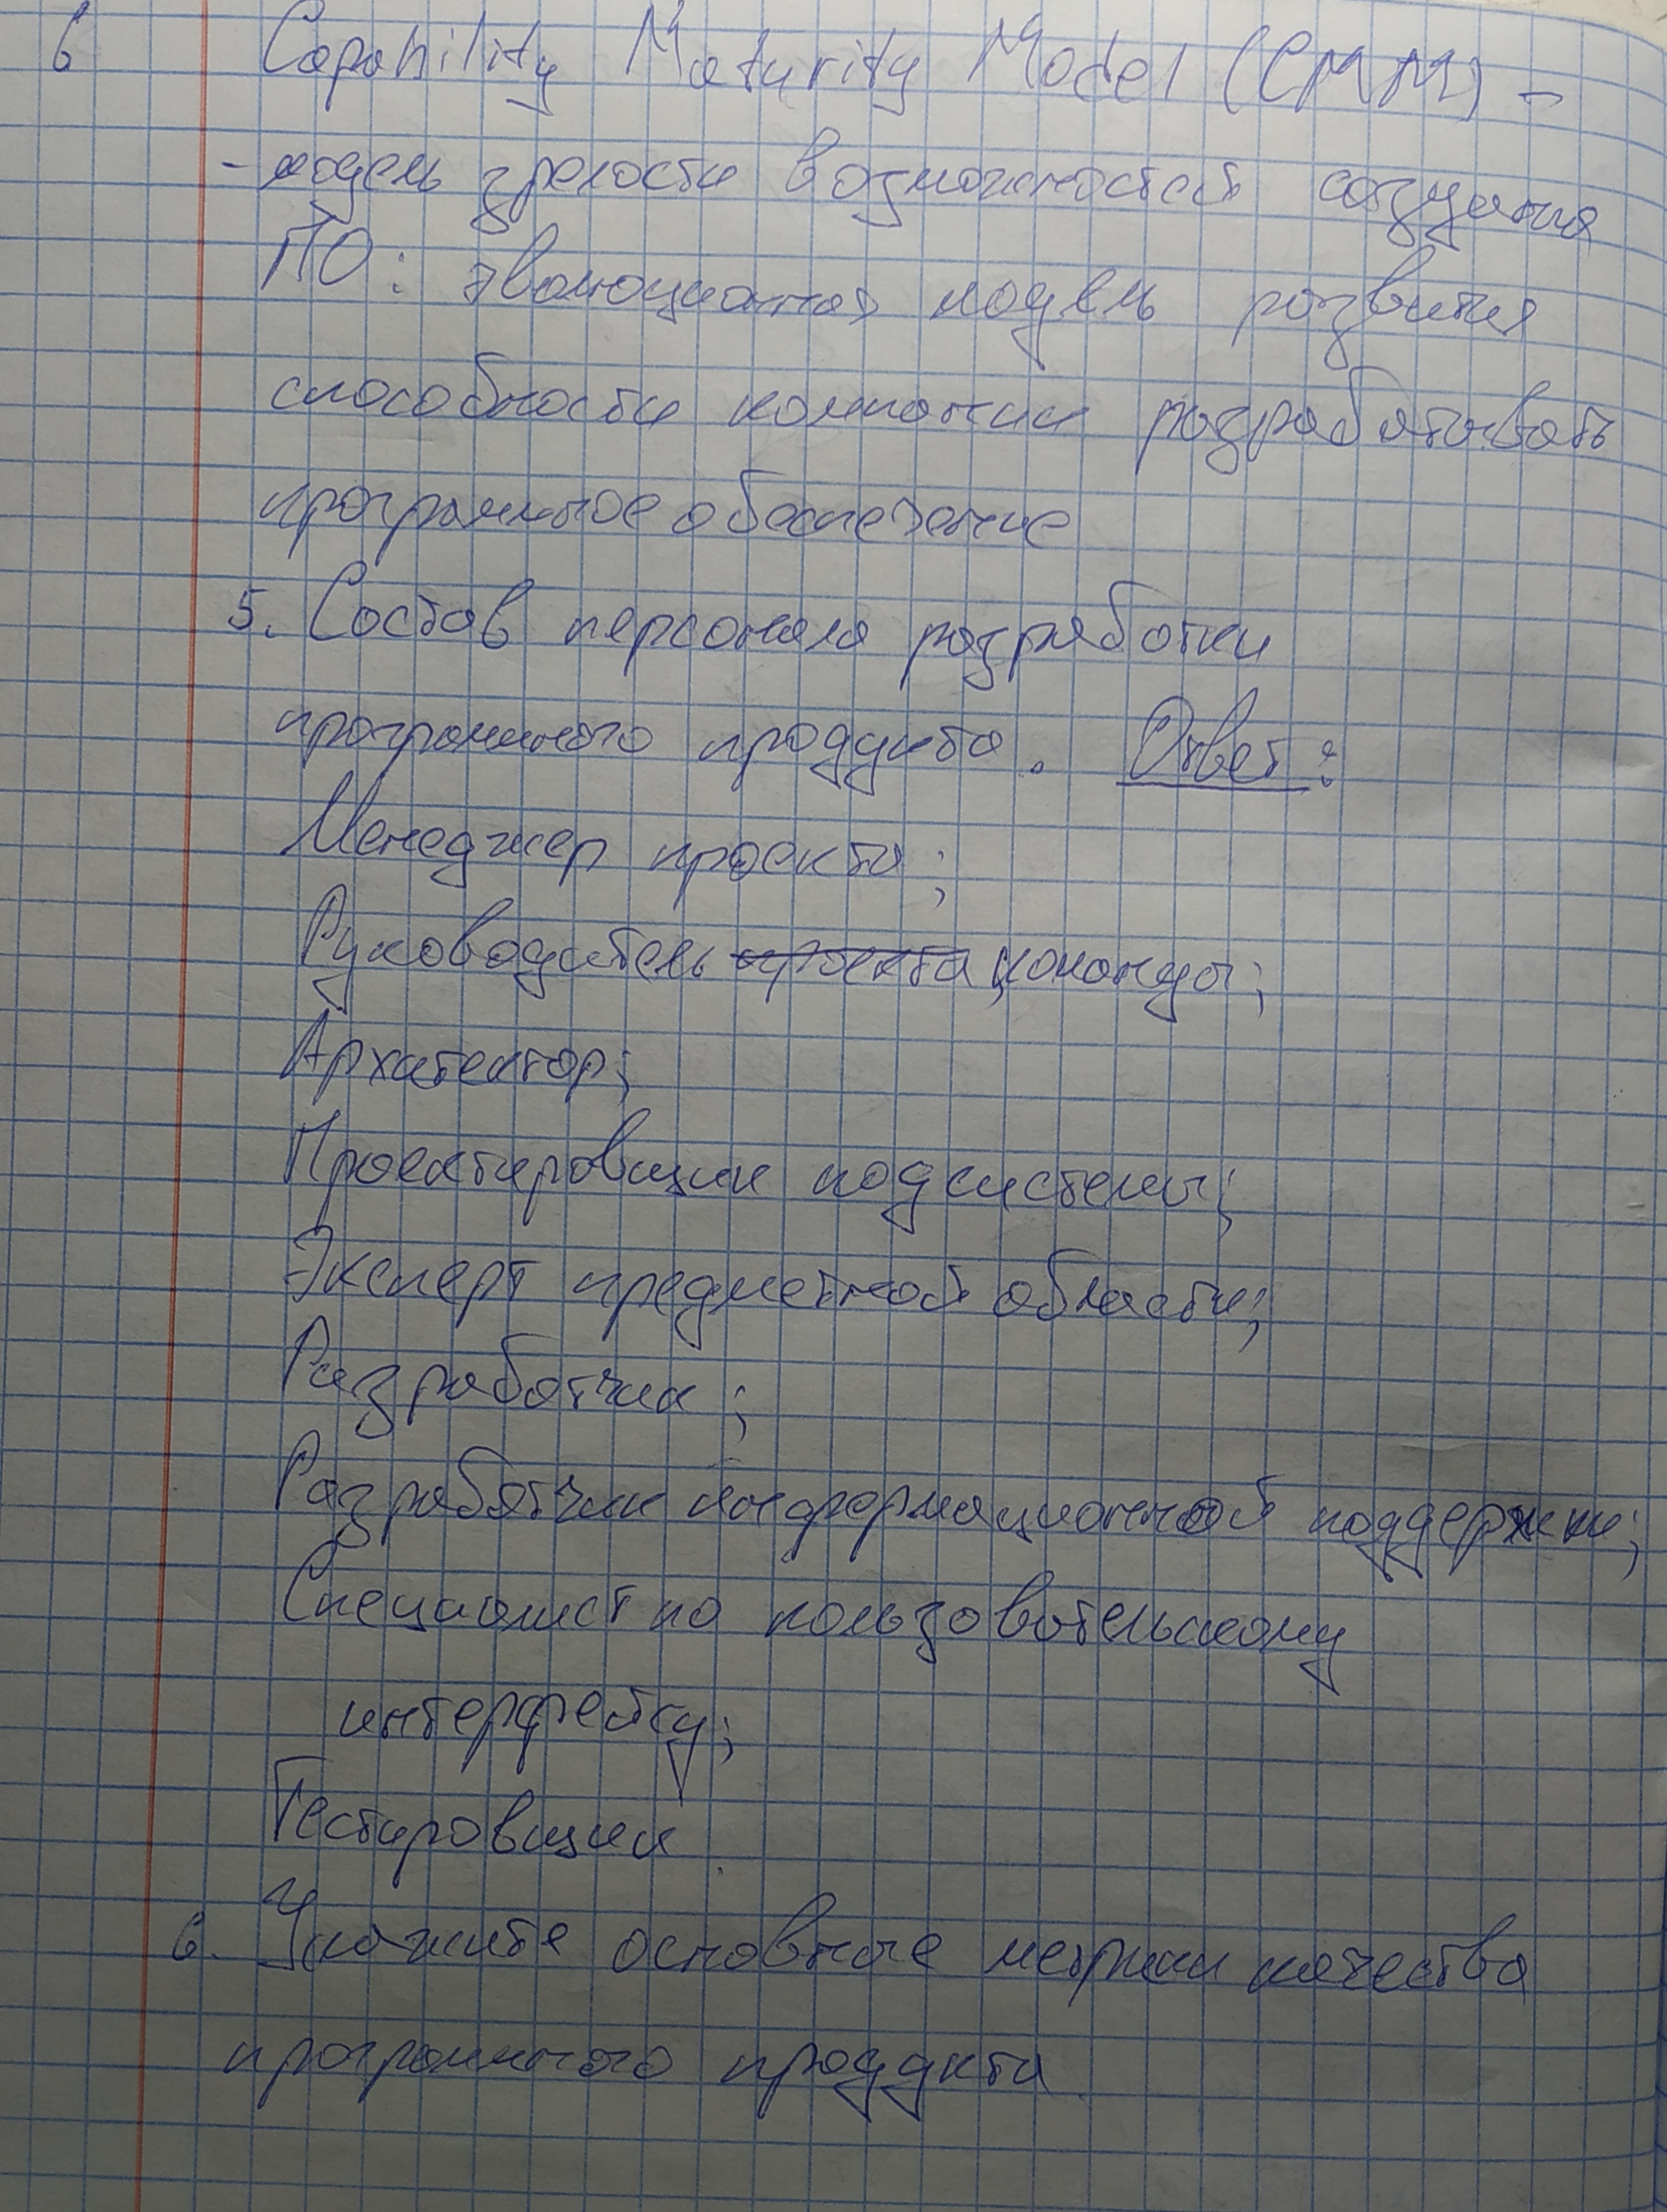 6 Capability Maturity Model (CMM) -
- модель зрелости возможностей создания
ПО: эволюционная модель развития
способности компании разрабатывать
программное обеспечение
5. Состав персонала разработки
программного продукта. Ответ:
Менеджер проекта;
Руководитель проекта команды;
Архитектор;
Проектировщик подсистемы;
Эксперт предметной области;
Разработчик;
Разработчик информационной поддержки;
Специалист по пользовательскому
интерфейсу;
Тестировщик
6. Укажите основные метрики качества
программного продукта